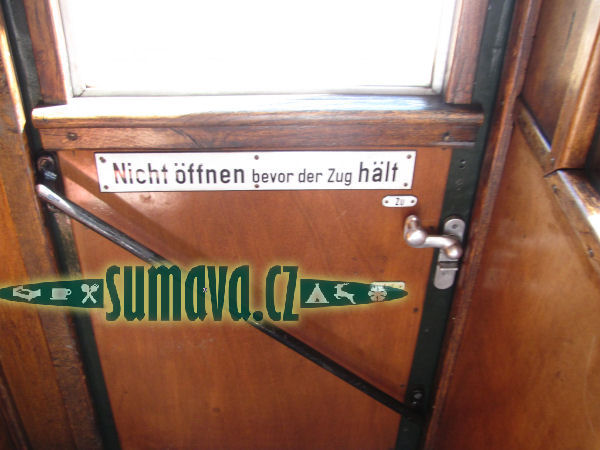 Nicht öffnen bevor der Zug hält
Zu
sumava.cz